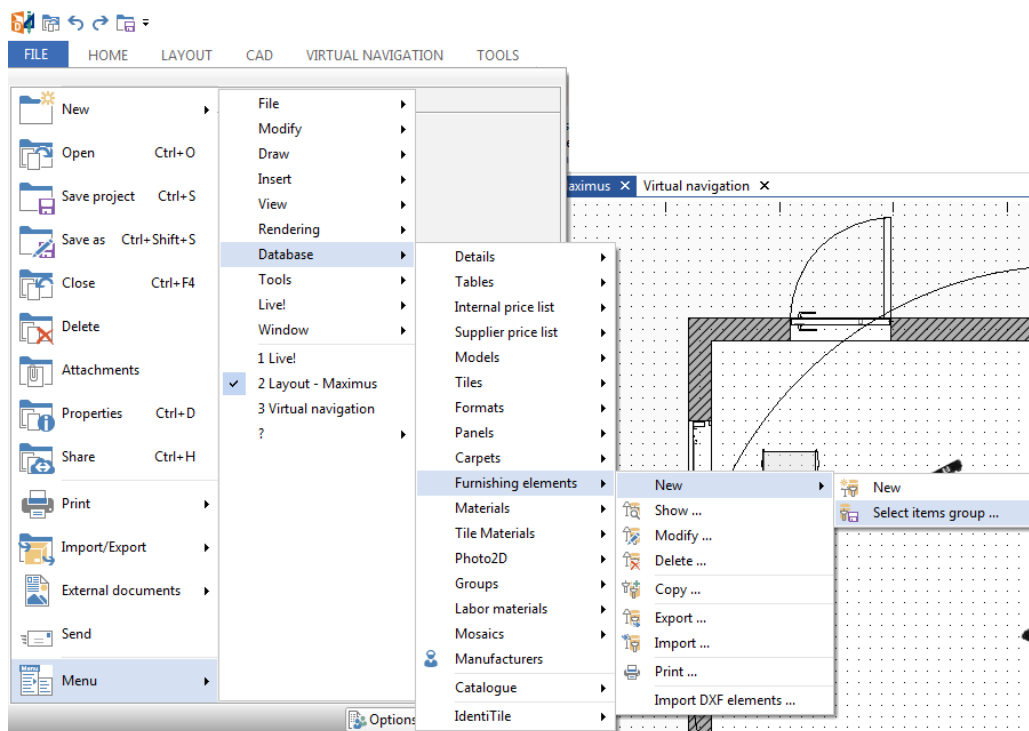 FILE HOME LAYOUT CAD VIRTUAL NAVIGATION TOOLS
New
Open Ctrl+O
Save project Ctrl+S
Save as Ctrl+Shift+S
Close Ctrl+F4
Delete
Attachments
Properties Ctrl+D
Share Ctrl+H
Print
Import/Export
External documents
Send
Menu
File
Modify
Draw
Insert
View
Rendering
Database
Tools
Live!
Window
1 Live!
2 Layout - Maximus
3 Virtual navigation
?
Options
Details
Tables
Internal price list
Supplier price list
Models
Tiles
Formats
Panels
Carpets
Furnishing elements
Materials
Tile Materials
Photo2D
Groups
Labor materials
Mosaics
Manufacturers
Catalogue
IdentiTile
New
Show ...
Modify ...
Delete ...
Copy ...
Export ...
Import ...
Print ...
Import DXF elements ...
New
Select items group ...
aximus X Virtual navigation X